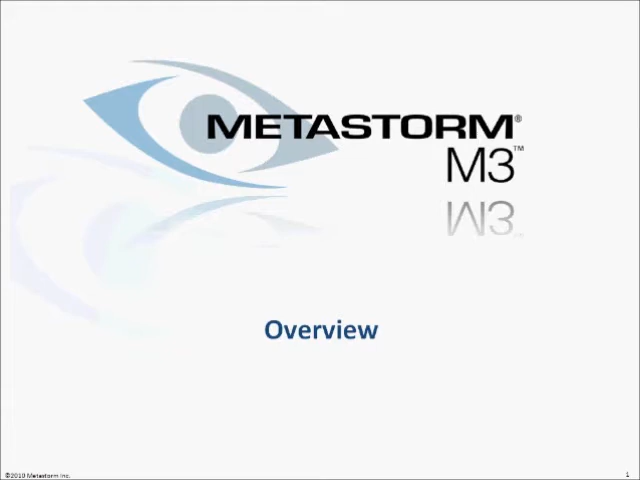 METASTORM®
M3™
Overview
©2010 Metastorm Inc.
1